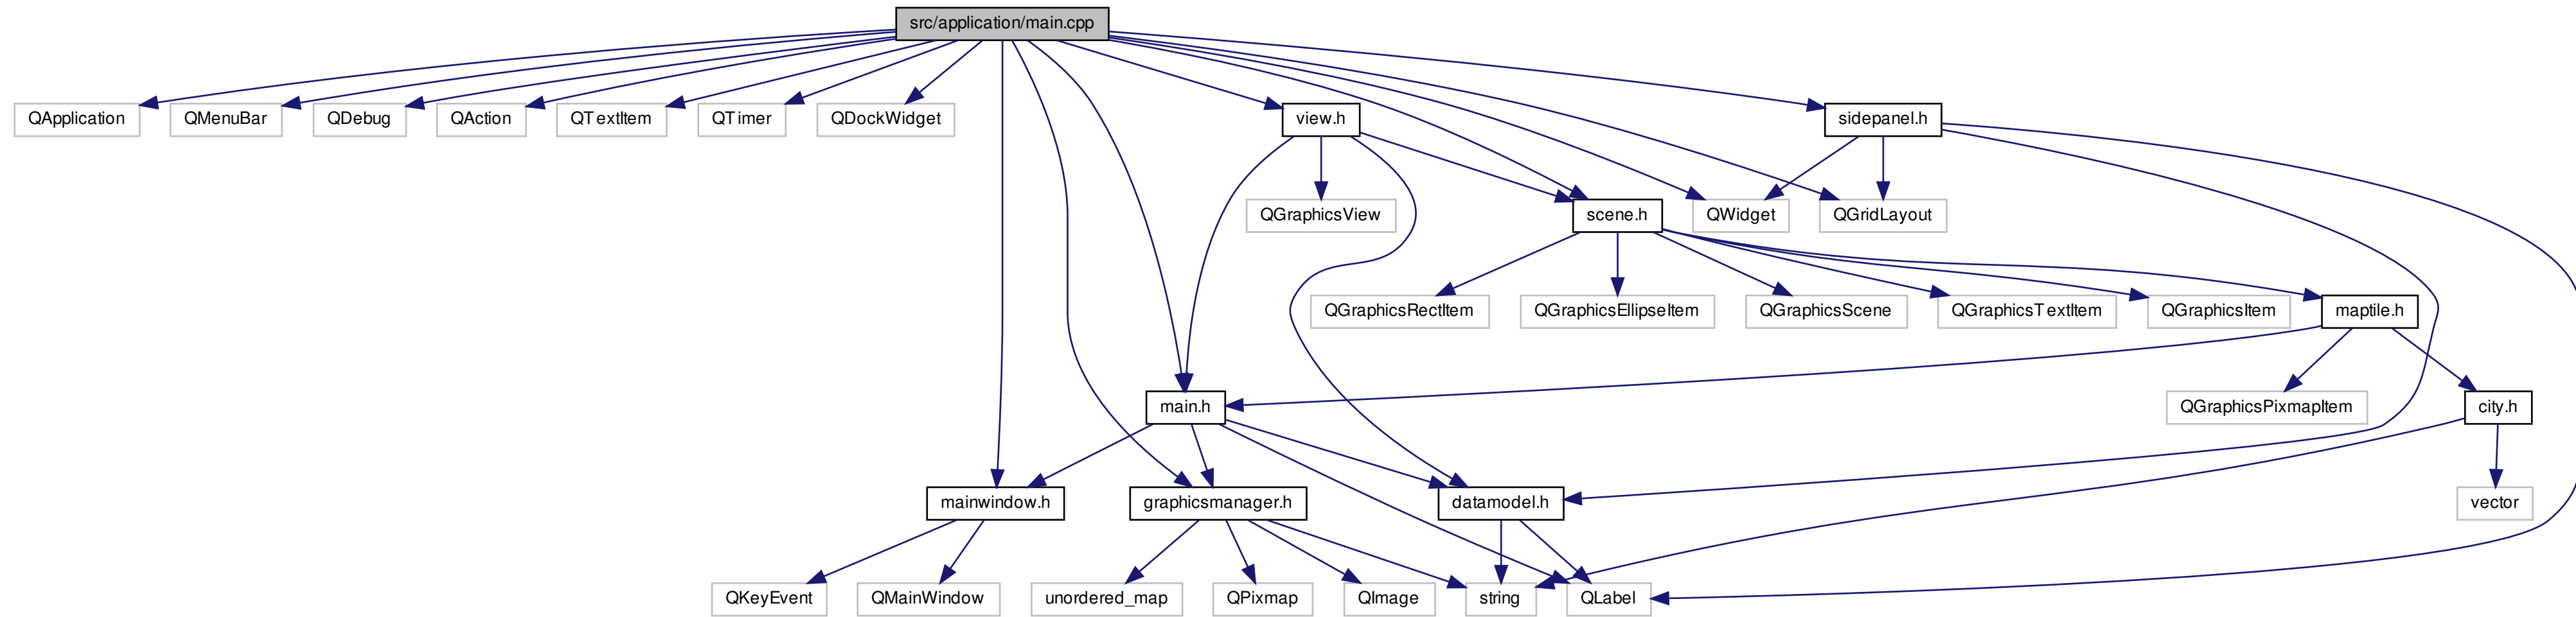 src/application/main.cpp
QApplication
QMenuBar
QDebug
QAction
QTextItem
QTimer
QDockWidget
view.h
sidepanel.h
QGraphicsView
scene.h
QWidget
QGridLayout
QGraphicsRectItem
QGraphicsEllipseItem
QGraphicsScene
QGraphicsTextItem
QGraphicsItem
maptile.h
main.h
QGraphicsPixmapItem
city.h
mainwindow.h
graphicsmanager.h
datamodel.h
vector
QKeyEvent
QMainWindow
unordered_map
QPixmap
QImage
string
QLabel